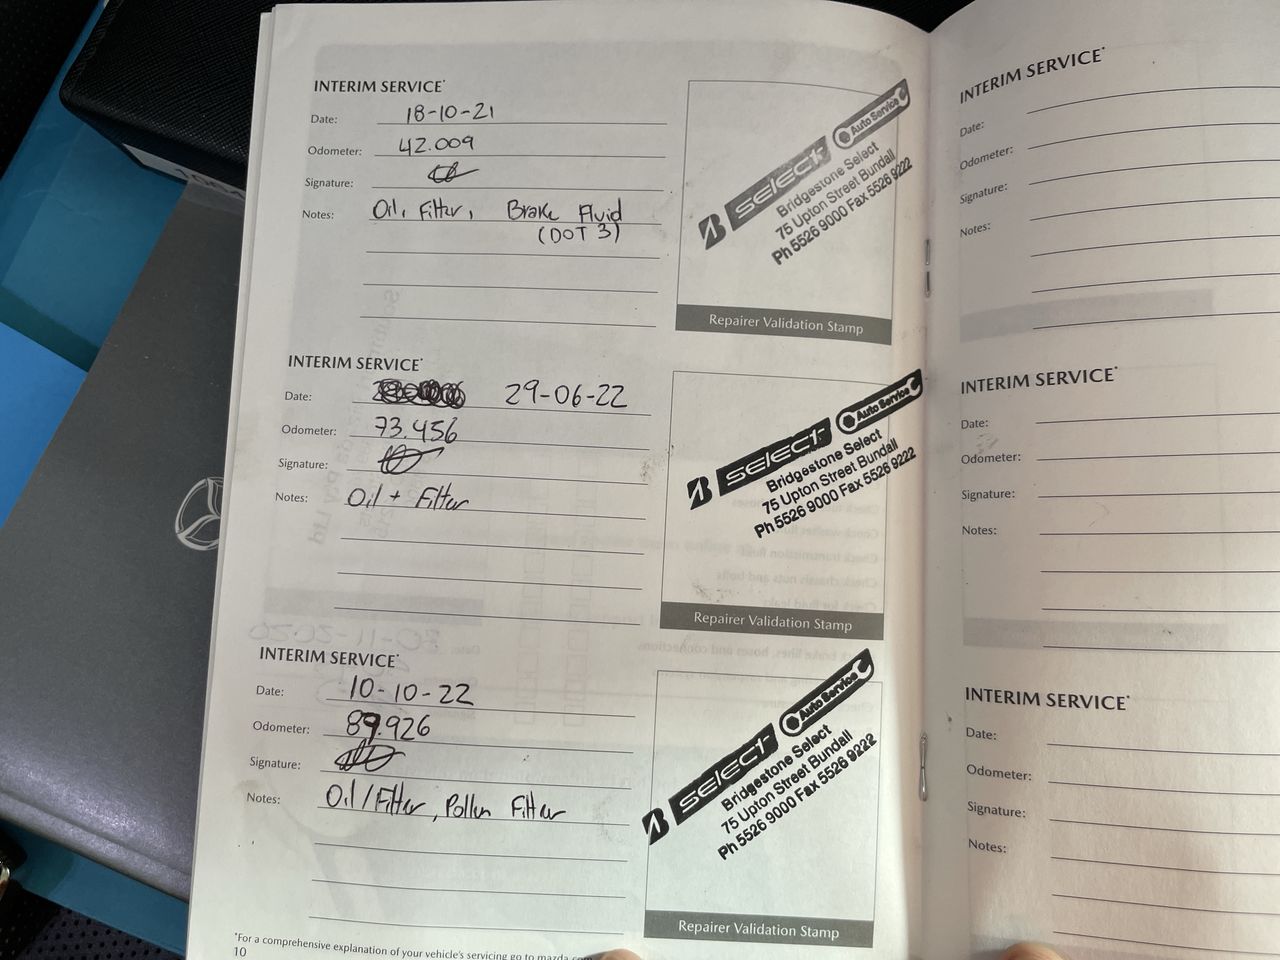 INTERIM SERVICE*
Date: 18-10-21
Odometer: 42.009
Signature:
Notes: Oil, Filter, Brake Fluid
(DOT 3)
SELECT Auto Service
Bridgestone Select
75 Upton Street Bundall
Ph 5526 9000 Fax 5526 9222
Repairer Validation Stamp
INTERIM SERVICE*
Date: 29-06-22
Odometer: 73.456
Signature:
Notes: Oil + Filter
SELECT Auto Service
Bridgestone Select
75 Upton Street Bundall
Ph 5526 9000 Fax 5526 9222
Repairer Validation Stamp
INTERIM SERVICE*
Date: 10-10-22
Odometer: 89.926
Signature:
Notes: Oil/Filter, Pollen Filter
SELECT Auto Service
Bridgestone Select
75 Upton Street Bundall
Ph 5526 9000 Fax 5526 9222
Repairer Validation Stamp
*For a comprehensive explanation of your vehicle's servicing go to mazda.com
10
INTERIM SERVICE*
Date:
Odometer:
Signature:
Notes:
INTERIM SERVICE*
Date:
Odometer:
Signature:
Notes:
INTERIM SERVICE*
Date:
Odometer:
Signature:
Notes: